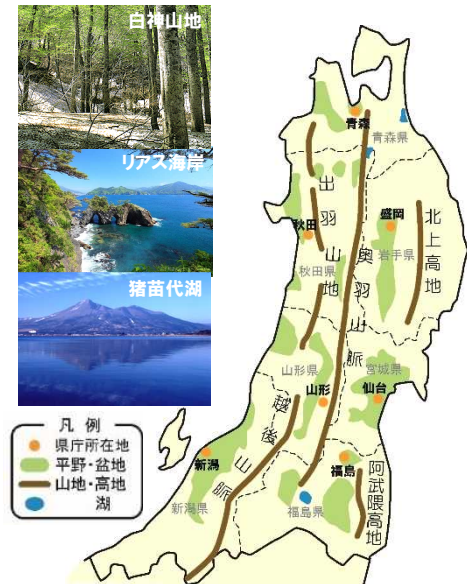 白神山地
リアス海岸
猪苗代湖
青森
青森県
出羽山地
秋田
秋田県
盛岡
岩手県
北上高地
奥羽山脈
山形県
山形
宮城県
仙台
越後山脈
新潟
新潟県
福島
福島県
阿武隈高地
凡例
県庁所在地
平野・盆地
山地・高地
湖